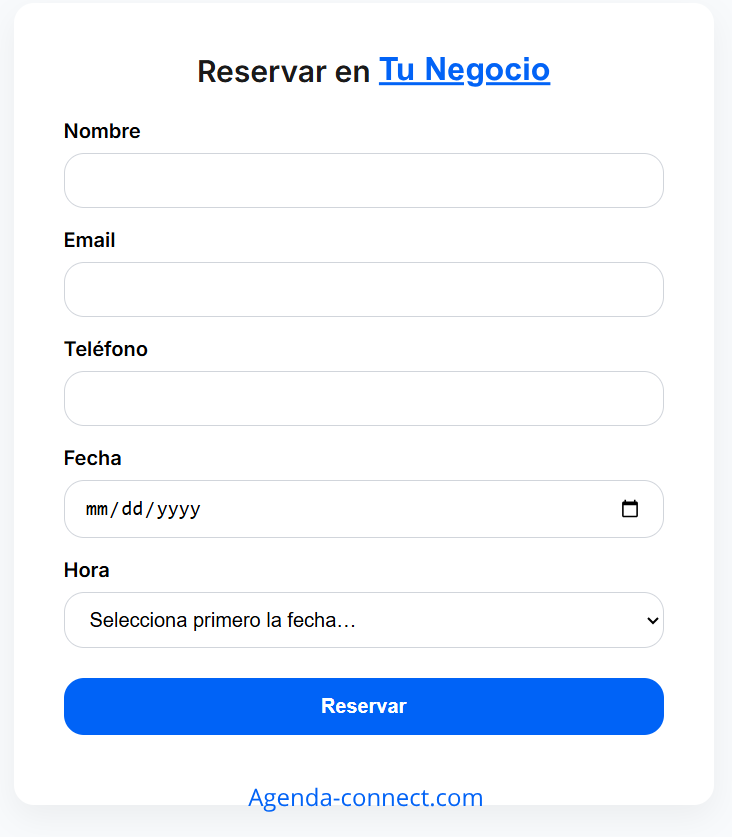 Reservar en Tu Negocio
Nombre
Email
Teléfono
Fecha
mm/dd/yyyy
Hora
Selecciona primero la fecha...
Reservar
Agenda-connect.com